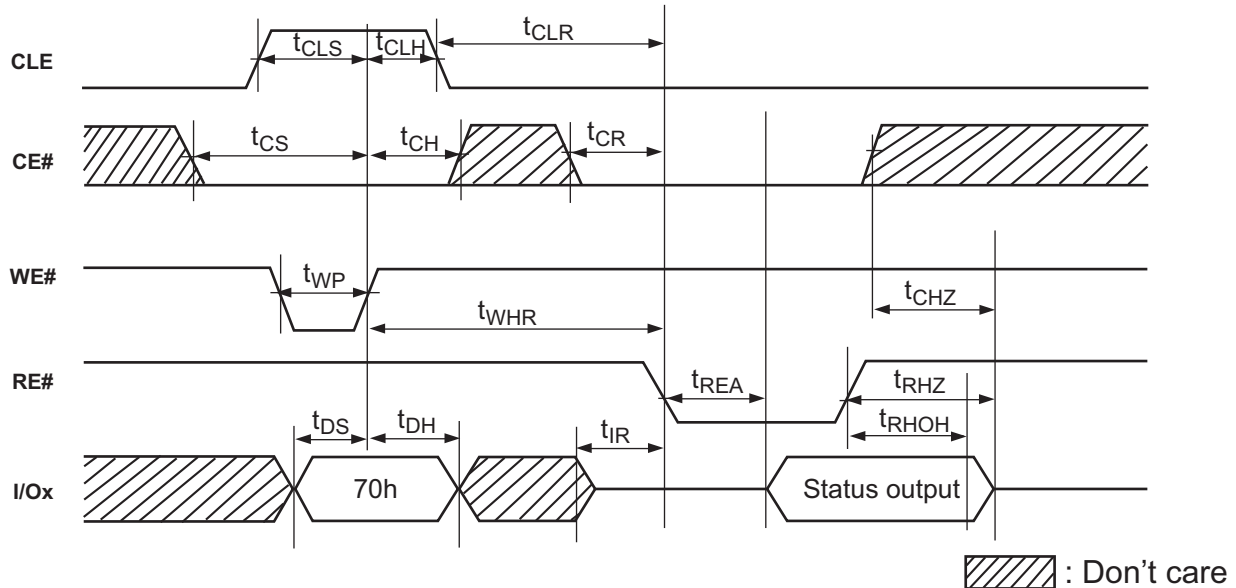 CLE
tCLS
tCLH
tCLR
CE#
tCS
tCH
tCR
WE#
tWP
tWHR
tCHZ
RE#
tREA
tRHZ
tDS
tDH
tIR
tRHOH
I/Ox
70h
Status output
: Don't care